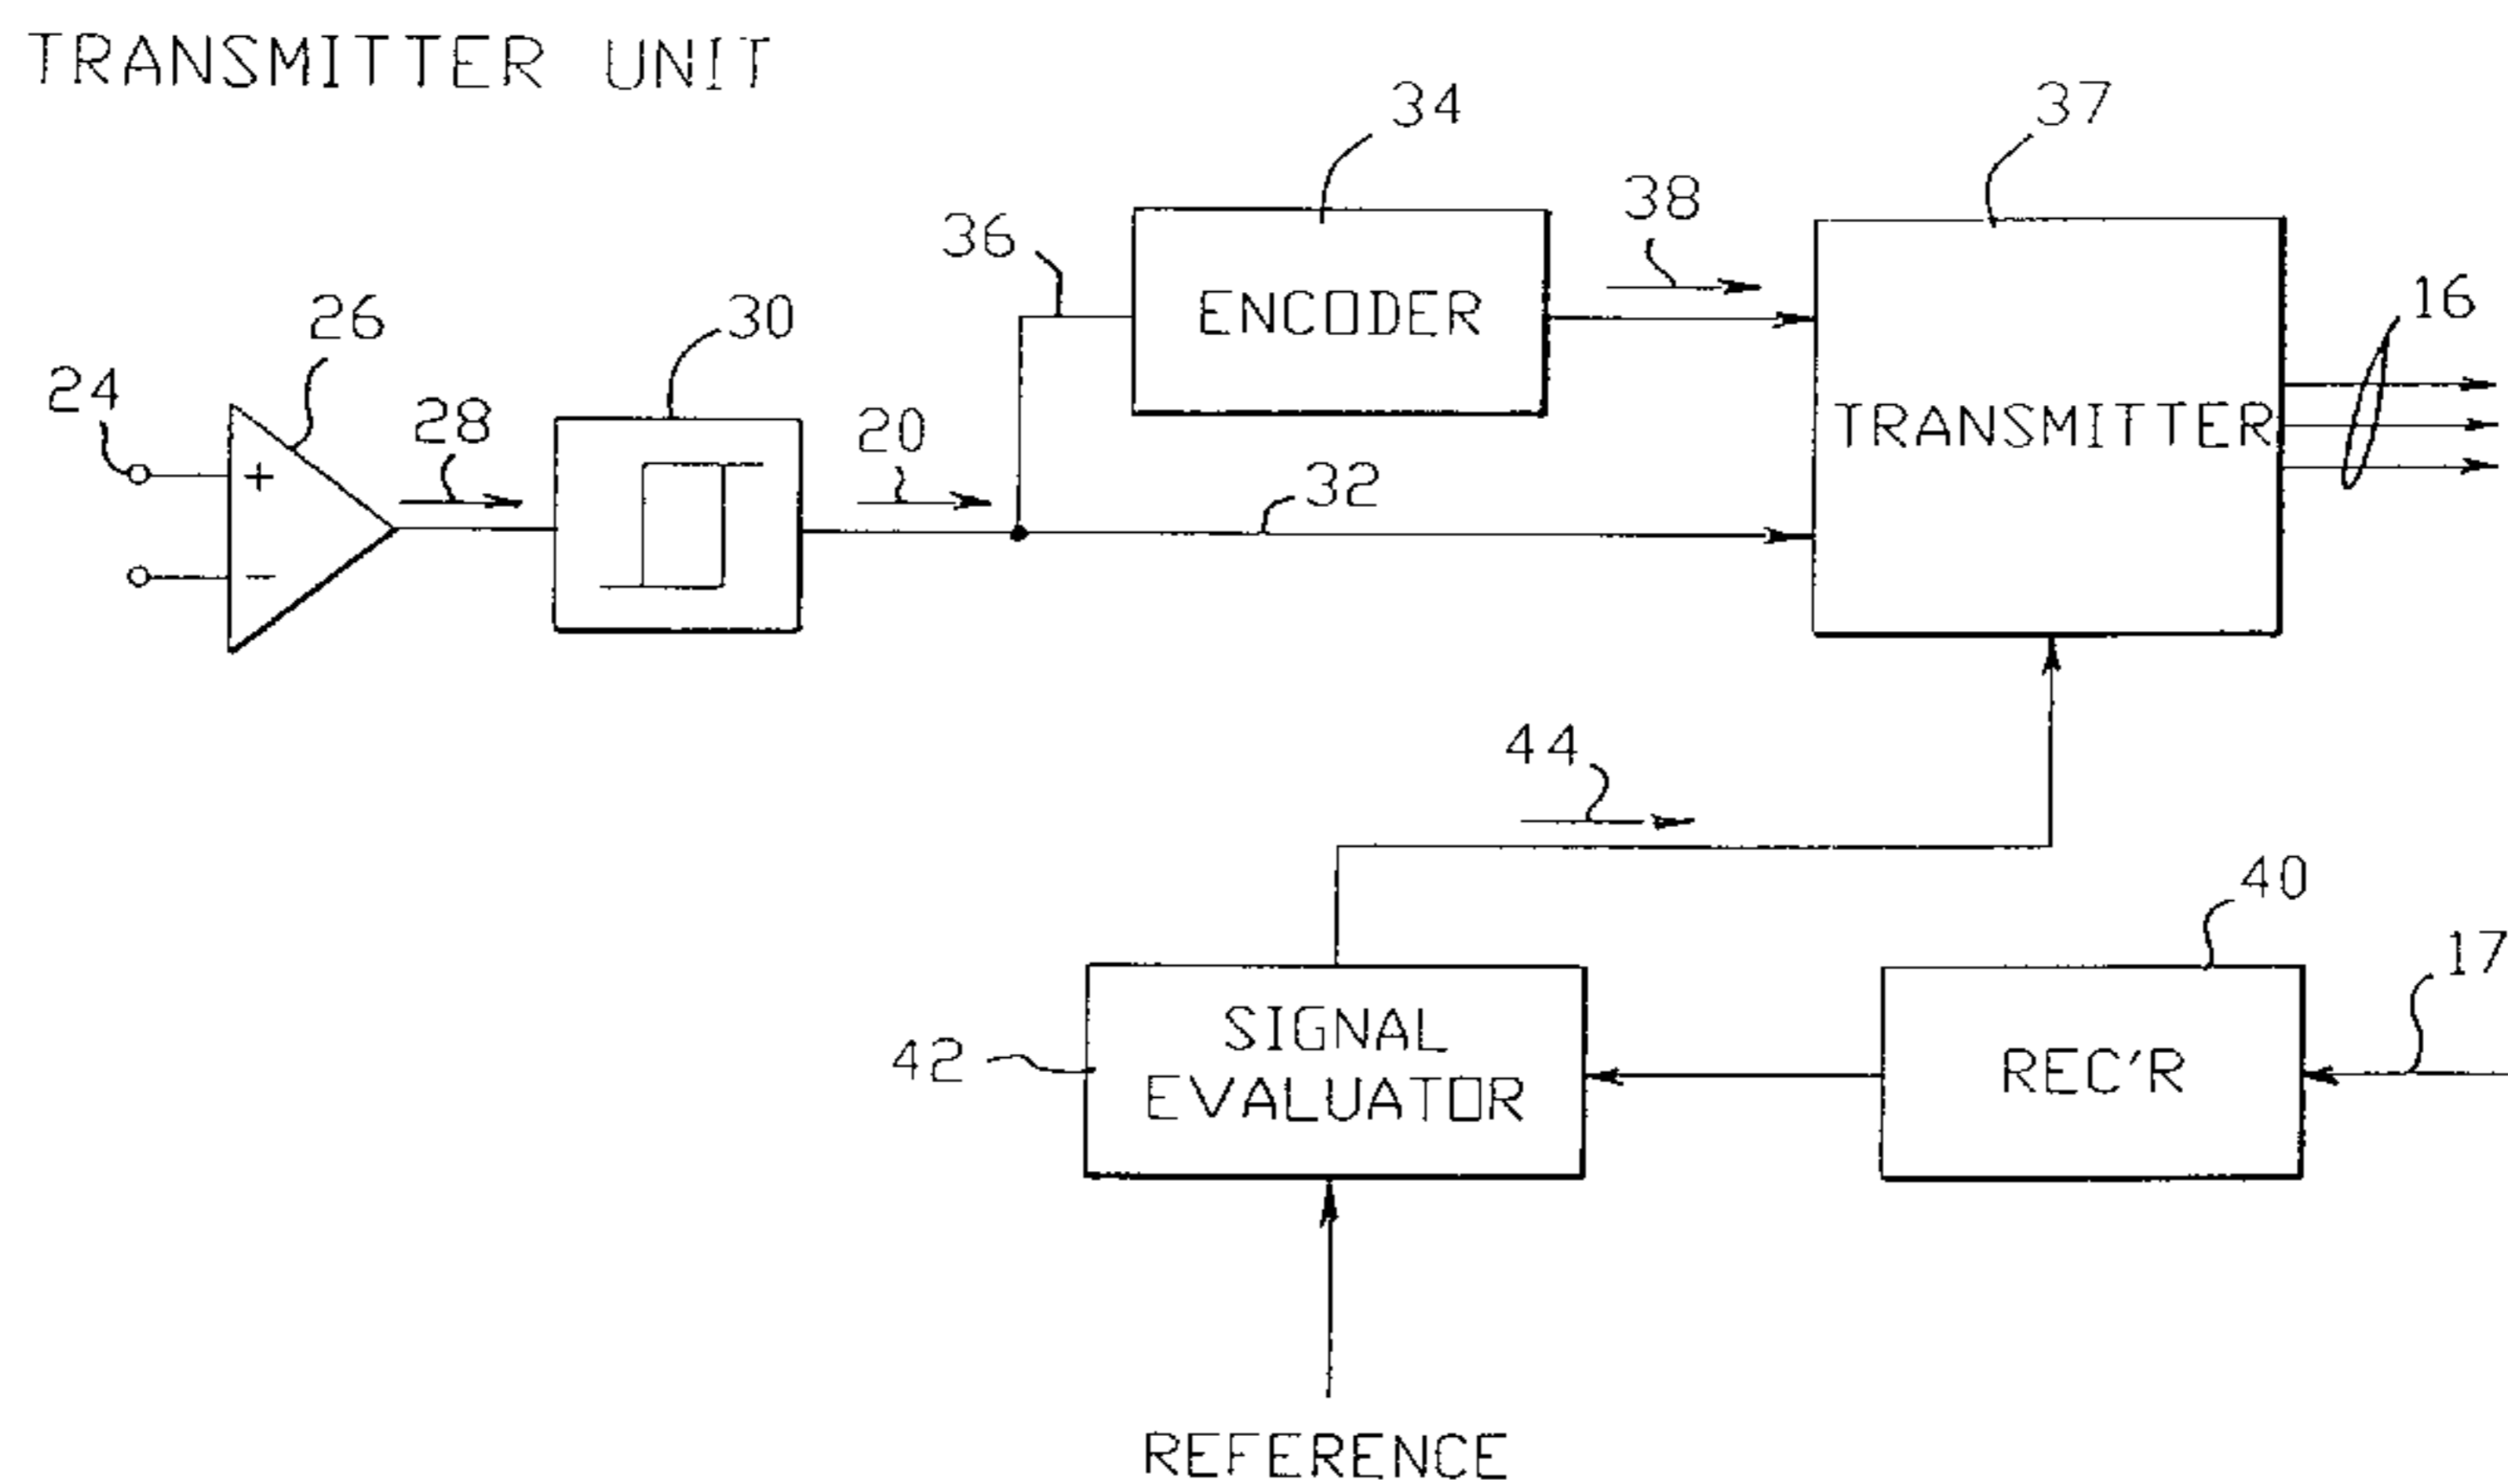 TRANSMITTER UNIT
34
37
36
38
ENCODER
16
26
30
24
28
20
TRANSMITTER
+
32
−
44
40
17
SIGNAL
EVALUATOR
42
REC'R
REFERENCE